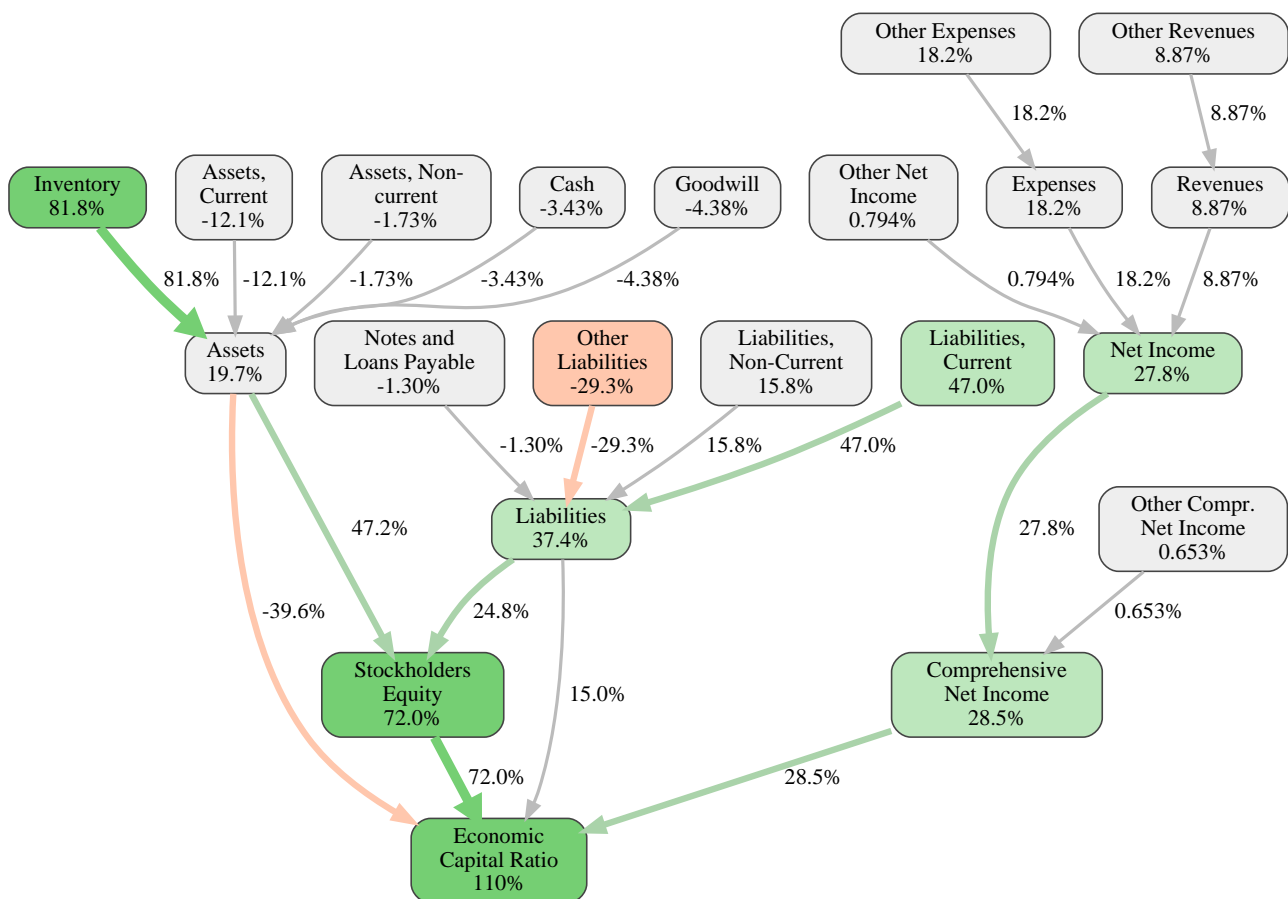 Other Expenses
18.2%
Other Revenues
8.87%
18.2%
8.87%
Inventory
81.8%
Assets,
Current
-12.1%
Assets, Non-
current
-1.73%
Cash
-3.43%
Goodwill
-4.38%
Other Net
Income
0.794%
Expenses
18.2%
Revenues
8.87%
81.8%
-12.1%
-1.73%
-3.43%
-4.38%
0.794%
18.2%
8.87%
Assets
19.7%
Notes and
Loans Payable
-1.30%
Other
Liabilities
-29.3%
Liabilities,
Non-Current
15.8%
Liabilities,
Current
47.0%
Net Income
27.8%
-1.30%
-29.3%
15.8%
47.0%
47.2%
Liabilities
37.4%
27.8%
Other Compr.
Net Income
0.653%
-39.6%
24.8%
0.653%
Stockholders
Equity
72.0%
15.0%
Comprehensive
Net Income
28.5%
72.0%
28.5%
Economic
Capital Ratio
110%